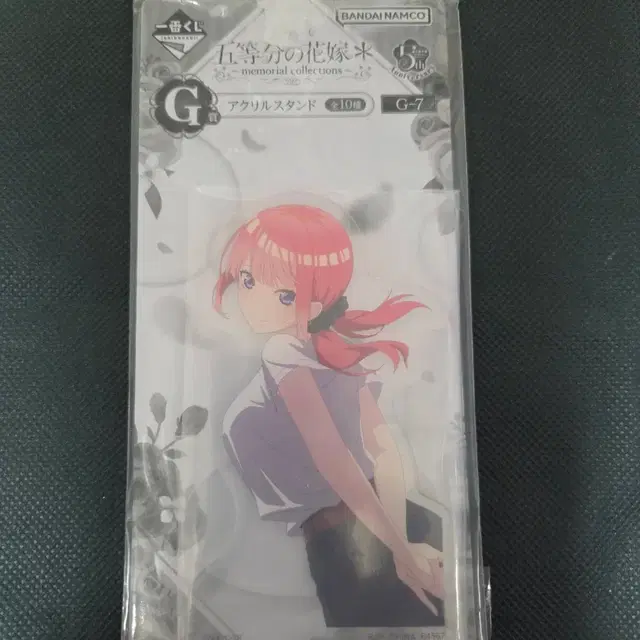 一番くじ
BANDAI NAMCO
五等分の花嫁＊
~memorial collections~
G賞
アクリルスタンド 全10種 G-7